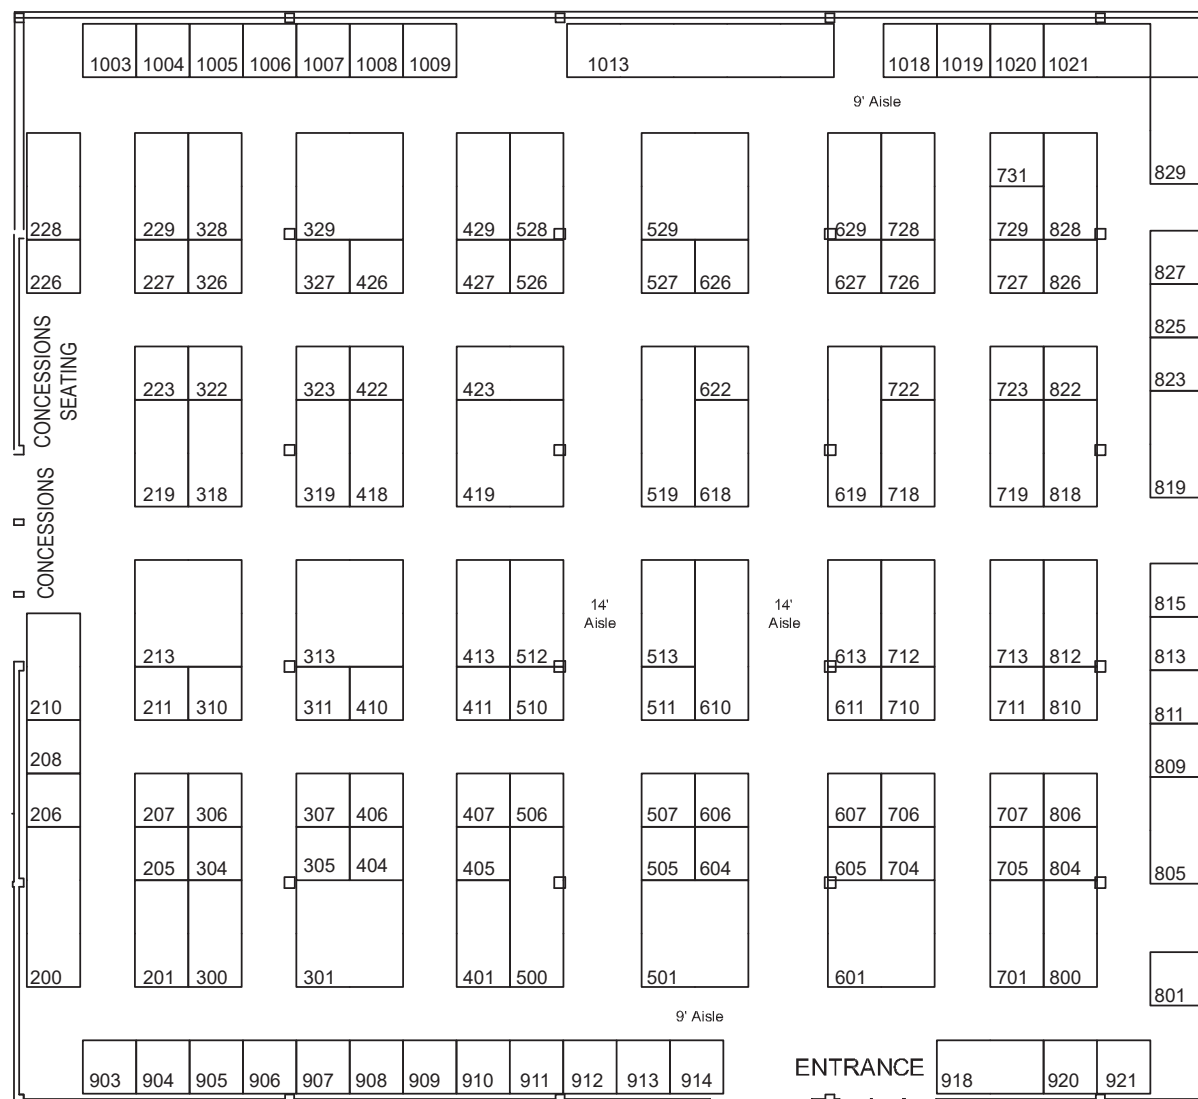 1003 1004 1005 1006 1007 1008 1009 1013 1018 1019 1020 1021
9' Aisle
731 829
228 229 328 329 429 528 529 629 728 729 828
226 227 326 327 426 427 526 527 626 627 726 727 826 827
825
CONCESSIONS
SEATING
223 322 323 422 423 622 722 723 822 823
CONCESSIONS
219 318 319 418 419 519 618 619 718 719 818 819
14'
Aisle
14'
Aisle
815
213 313 413 512 513 613 712 713 812 813
210 211 310 311 410 411 510 511 610 611 710 711 810 811
208 809
206 207 306 307 406 407 506 507 606 607 706 707 806
205 304 305 404 405 505 604 605 704 705 804 805
200 201 300 301 401 500 501 601 701 800
801
9' Aisle
ENTRANCE
903 904 905 906 907 908 909 910 911 912 913 914 918 920 921